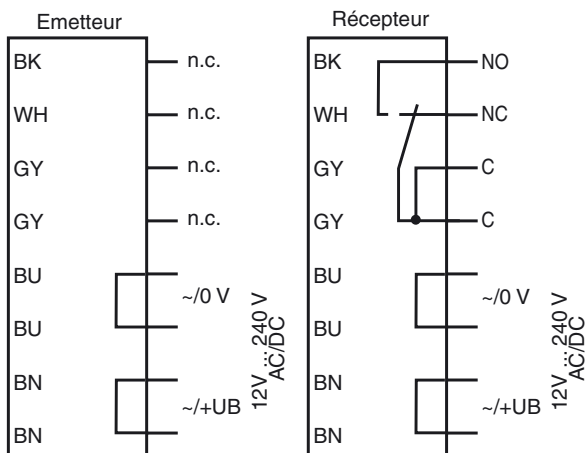 Emetteur
BK n.c.
WH n.c.
GY n.c.
GY n.c.
BU
~/0 V
BU
BN
~/+UB
BN
12V ... 240 V
AC/DC
Récepteur
BK NO
WH NC
GY C
GY C
BU
~/0 V
BU
BN
~/+UB
BN
12V ... 240 V
AC/DC